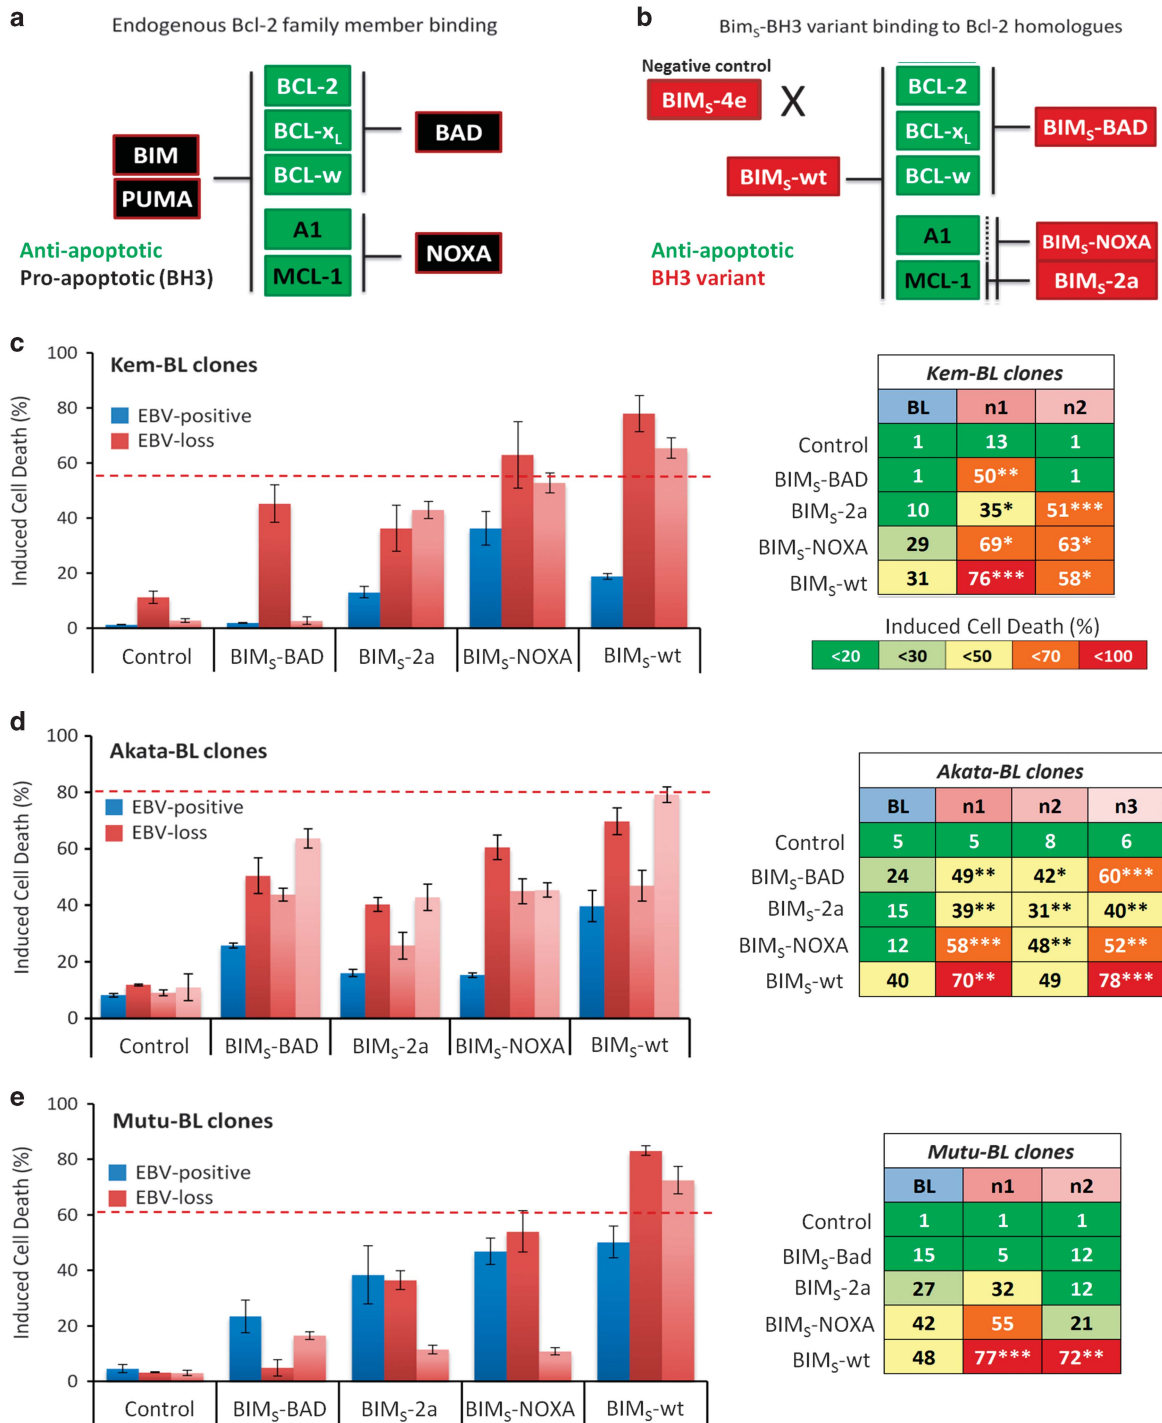 a
Endogenous Bcl-2 family member binding
BCL-2
BCL-xL
BCL-w
BIM
PUMA
BAD
A1
MCL-1
NOXA
Anti-apoptotic
Pro-apoptotic (BH3)
b
BimS-BH3 variant binding to Bcl-2 homologues
Negative control
BIMS-4e X
BIMS-wt
BCL-2
BCL-xL
BCL-w
BIMS-BAD
A1
MCL-1
BIMS-NOXA
BIMS-2a
Anti-apoptotic
BH3 variant
c
Kem-BL clones
EBV-positive
EBV-loss
Induced Cell Death (%)
100
80
60
40
20
0
Control BIMS-BAD BIMS-2a BIMS-NOXA BIMS-wt
Kem-BL clones
BL n1 n2
Control 1 13 1
BIMS-BAD 1 50** 1
BIMS-2a 10 35* 51***
BIMS-NOXA 29 69* 63*
BIMS-wt 31 76*** 58*
Induced Cell Death (%)
<20 <30 <50 <70 <100
d
Akata-BL clones
EBV-positive
EBV-loss
Induced Cell Death (%)
100
80
60
40
20
0
Control BIMS-BAD BIMS-2a BIMS-NOXA BIMS-wt
Akata-BL clones
BL n1 n2 n3
Control 5 5 8 6
BIMS-BAD 24 49** 42* 60***
BIMS-2a 15 39** 31** 40**
BIMS-NOXA 12 58*** 48** 52**
BIMS-wt 40 70** 49 78***
e
Mutu-BL clones
EBV-positive
EBV-loss
Induced Cell Death (%)
100
80
60
40
20
0
Control BIMS-BAD BIMS-2a BIMS-NOXA BIMS-wt
Mutu-BL clones
BL n1 n2
Control 1 1 1
BIMS-Bad 15 5 12
BIMS-2a 27 32 12
BIMS-NOXA 42 55 21
BIMS-wt 48 77*** 72**